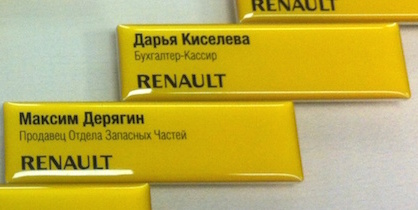 RENAULT
Дарья Киселева
Бухгалтер-Кассир
RENAULT
Максим Дерягин
Продавец Отдела Запасных Частей
RENAULT